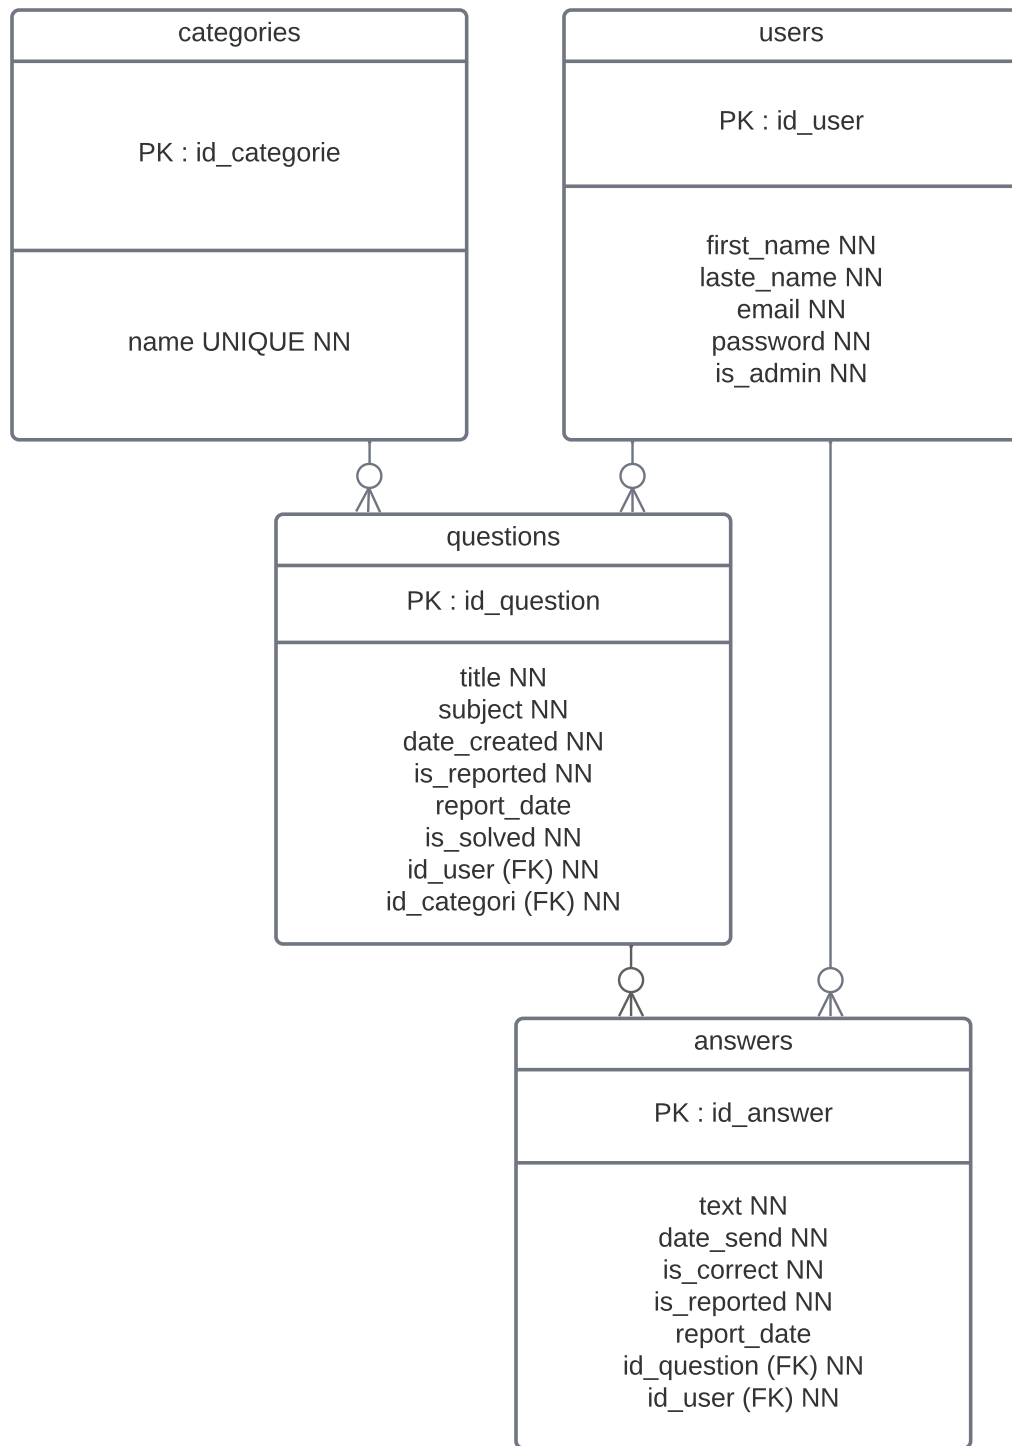 categories
PK : id_categorie
name UNIQUE NN
users
PK : id_user
first_name NN
laste_name NN
email NN
password NN
is_admin NN
questions
PK : id_question
title NN
subject NN
date_created NN
is_reported NN
report_date
is_solved NN
id_user (FK) NN
id_categori (FK) NN
answers
PK : id_answer
text NN
date_send NN
is_correct NN
is_reported NN
report_date
id_question (FK) NN
id_user (FK) NN